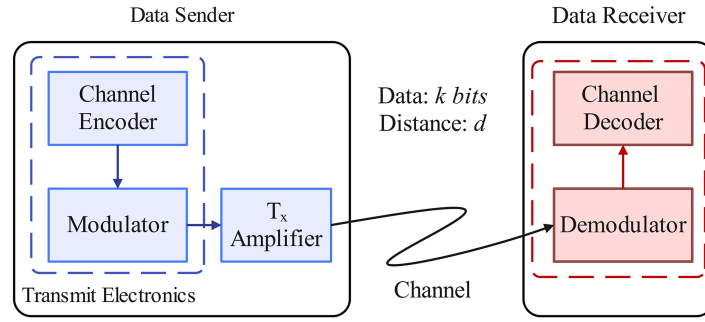 Data Sender
Data Receiver
Channel
Encoder
Modulator
Tx
Amplifier
Transmit Electronics
Data: k bits
Distance: d
Channel
Channel
Decoder
Demodulator